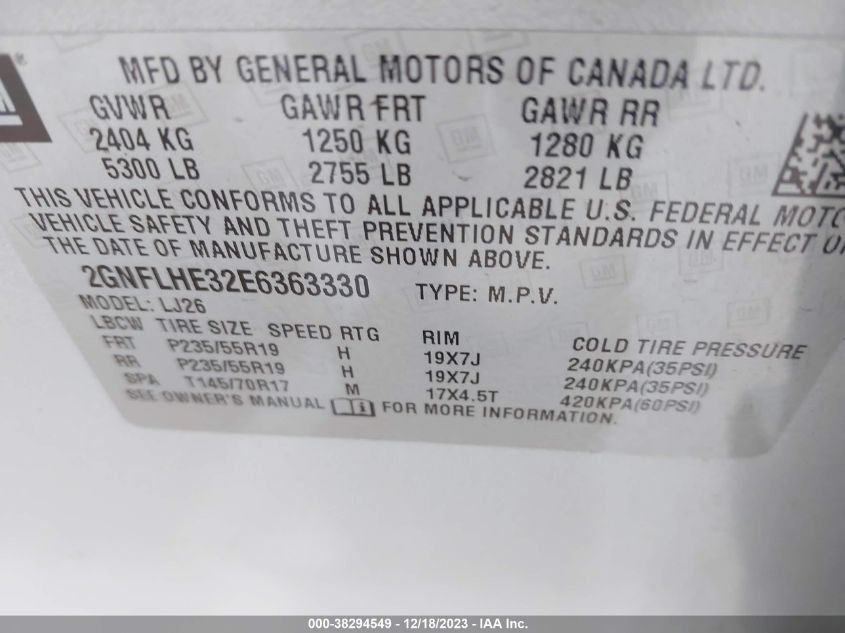 MFD BY GENERAL MOTORS OF CANADA LTD.
GVWR GAWR FRT GAWR RR
2404 KG 1250 KG 1280 KG
5300 LB 2755 LB 2821 LB
THIS VEHICLE CONFORMS TO ALL APPLICABLE U.S. FEDERAL MOTO
VEHICLE SAFETY AND THEFT PREVENTION STANDARDS IN EFFECT O
THE DATE OF MANUFACTURE SHOWN ABOVE.
2GNFLHE32E6363330 TYPE: M.P.V.
MODEL: LJ26
LBCW TIRE SIZE SPEED RTG RIM COLD TIRE PRESSURE
FRT P235/55R19 H 19X7J 240KPA(35PSI)
RR P235/55R19 H 19X7J 240KPA(35PSI)
SPA T145/70R17 M 17X4.5T 420KPA(60PSI)
SEE OWNER'S MANUAL FOR MORE INFORMATION.
000-38294549 - 12/18/2023 - IAA Inc.